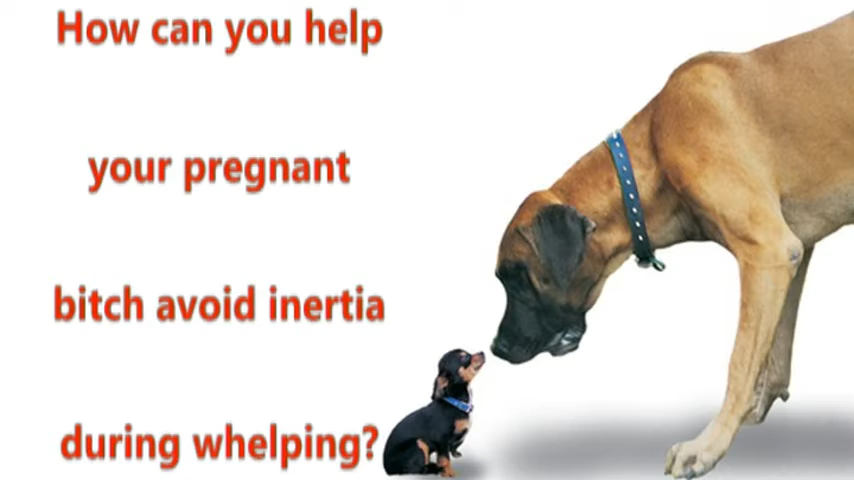 How can you help
your pregnant
bitch avoid inertia
during whelping?